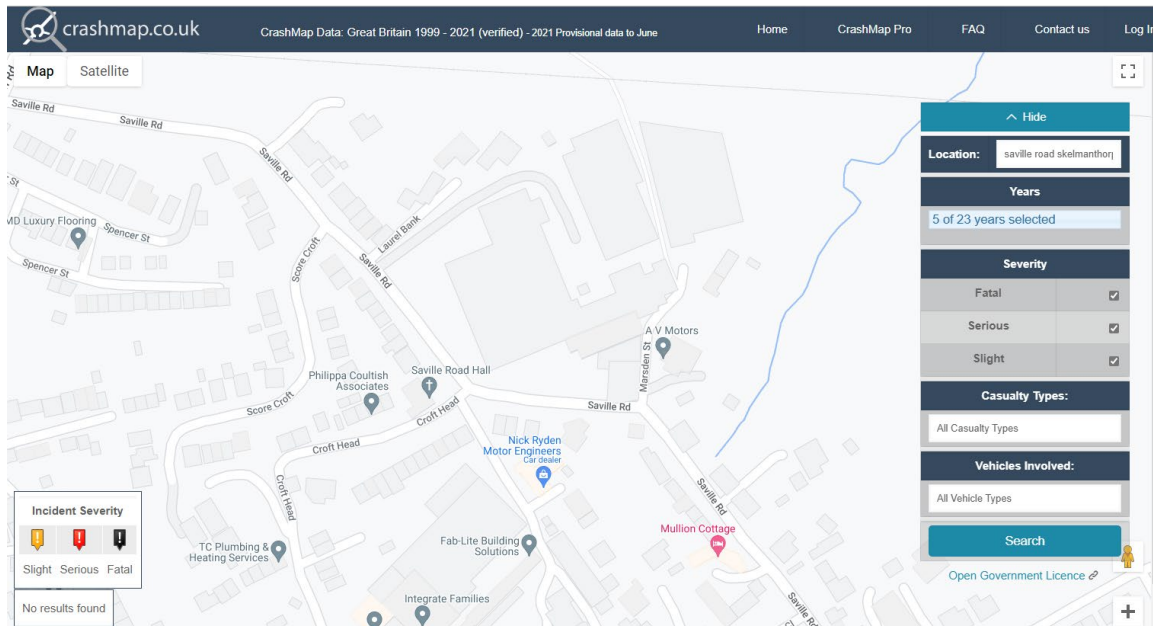 crashmap.co.uk
CrashMap Data: Great Britain 1999 - 2021 (verified) - 2021 Provisional data to June
Home
CrashMap Pro
FAQ
Contact us
Log In
Map
Satellite
Hide
Location:
saville road skelmanthorp
Years
5 of 23 years selected
Severity
Fatal
Serious
Slight
Casualty Types:
All Casualty Types
Vehicles Involved:
All Vehicle Types
Search
Open Government Licence
Saville Rd
Saville Rd
Saville Rd
Laurel Bank
MD Luxury Flooring
Spencer St
Spencer St
Score Croft
Saville Rd
A V Motors
Marsden St
Philippa Coultish
Associates
Saville Road Hall
Score Croft
Croft Head
Saville Rd
Croft Head
Nick Ryden
Motor Engineers
Car dealer
Croft Head
Saville Rd
Mullion Cottage
TC Plumbing &
Heating Services
Fab-Lite Building
Solutions
Integrate Families
Saville Rd
Incident Severity
Slight
Serious
Fatal
No results found